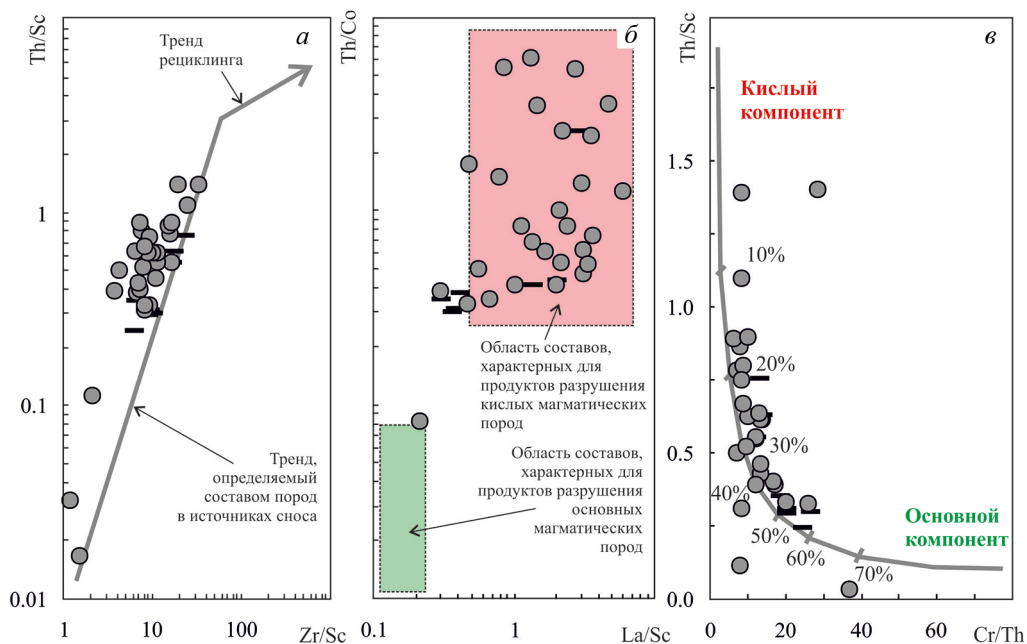 Th/Sc
а
Тренд
рециклинга
1
0.1
0.01
Тренд,
определяемый
составом пород
в источниках сноса
1
10
100
Zr/Sc
Th/Co
б
Область составов,
характерных для
продуктов разрушения
кислых магматических
пород
Область составов,
характерных для
продуктов разрушения
основных
магматических
пород
0.1
1
La/Sc
Th/Sc
в
Кислый
компонент
1.5
1.0
0.5
0.0
10%
20%
30%
40%
50%
60%
70%
Основной
компонент
0
20
40
60
Cr/Th